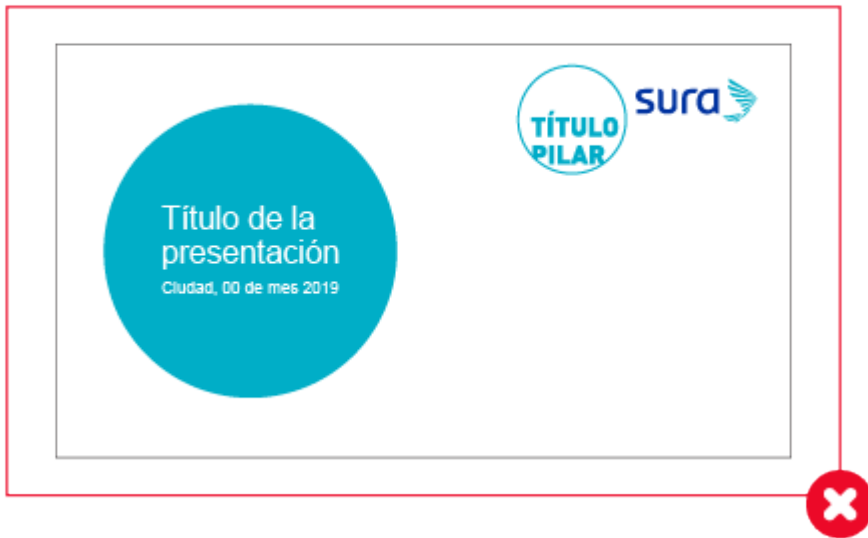 TÍTULO
PILAR
sura
Título de la
presentación
Ciudad, 00 de mes 2019